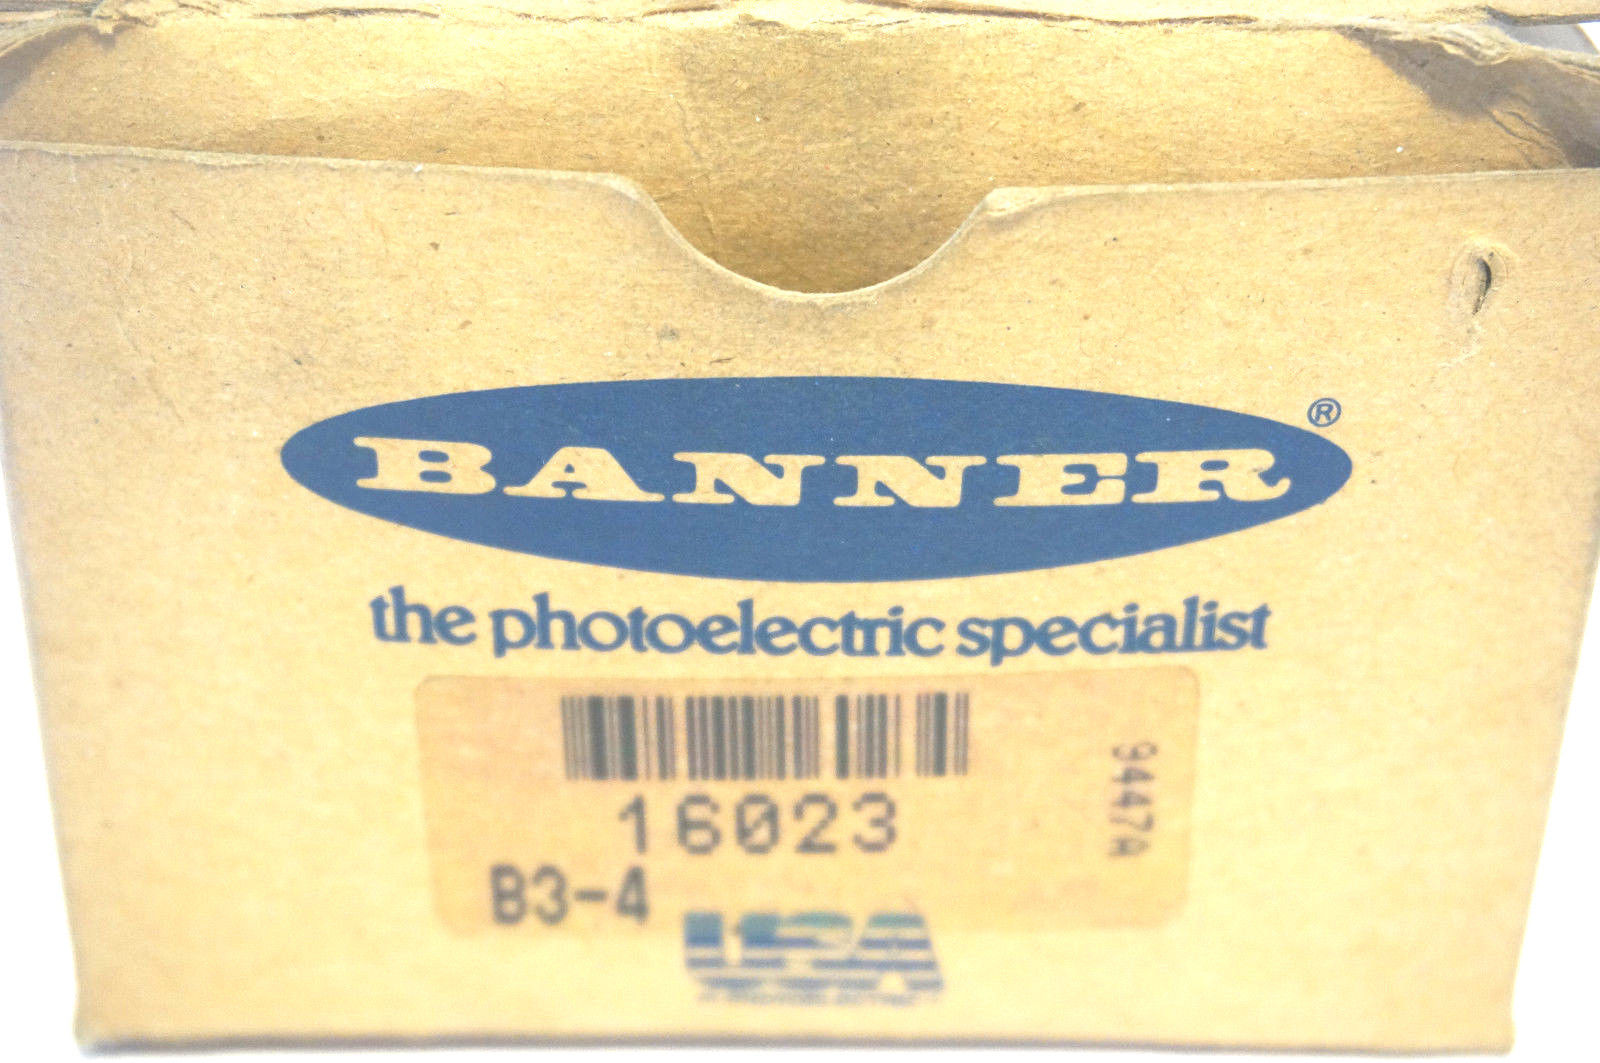 BANNER ®
the photoelectric specialist
16023
9447A
B3-4
USA